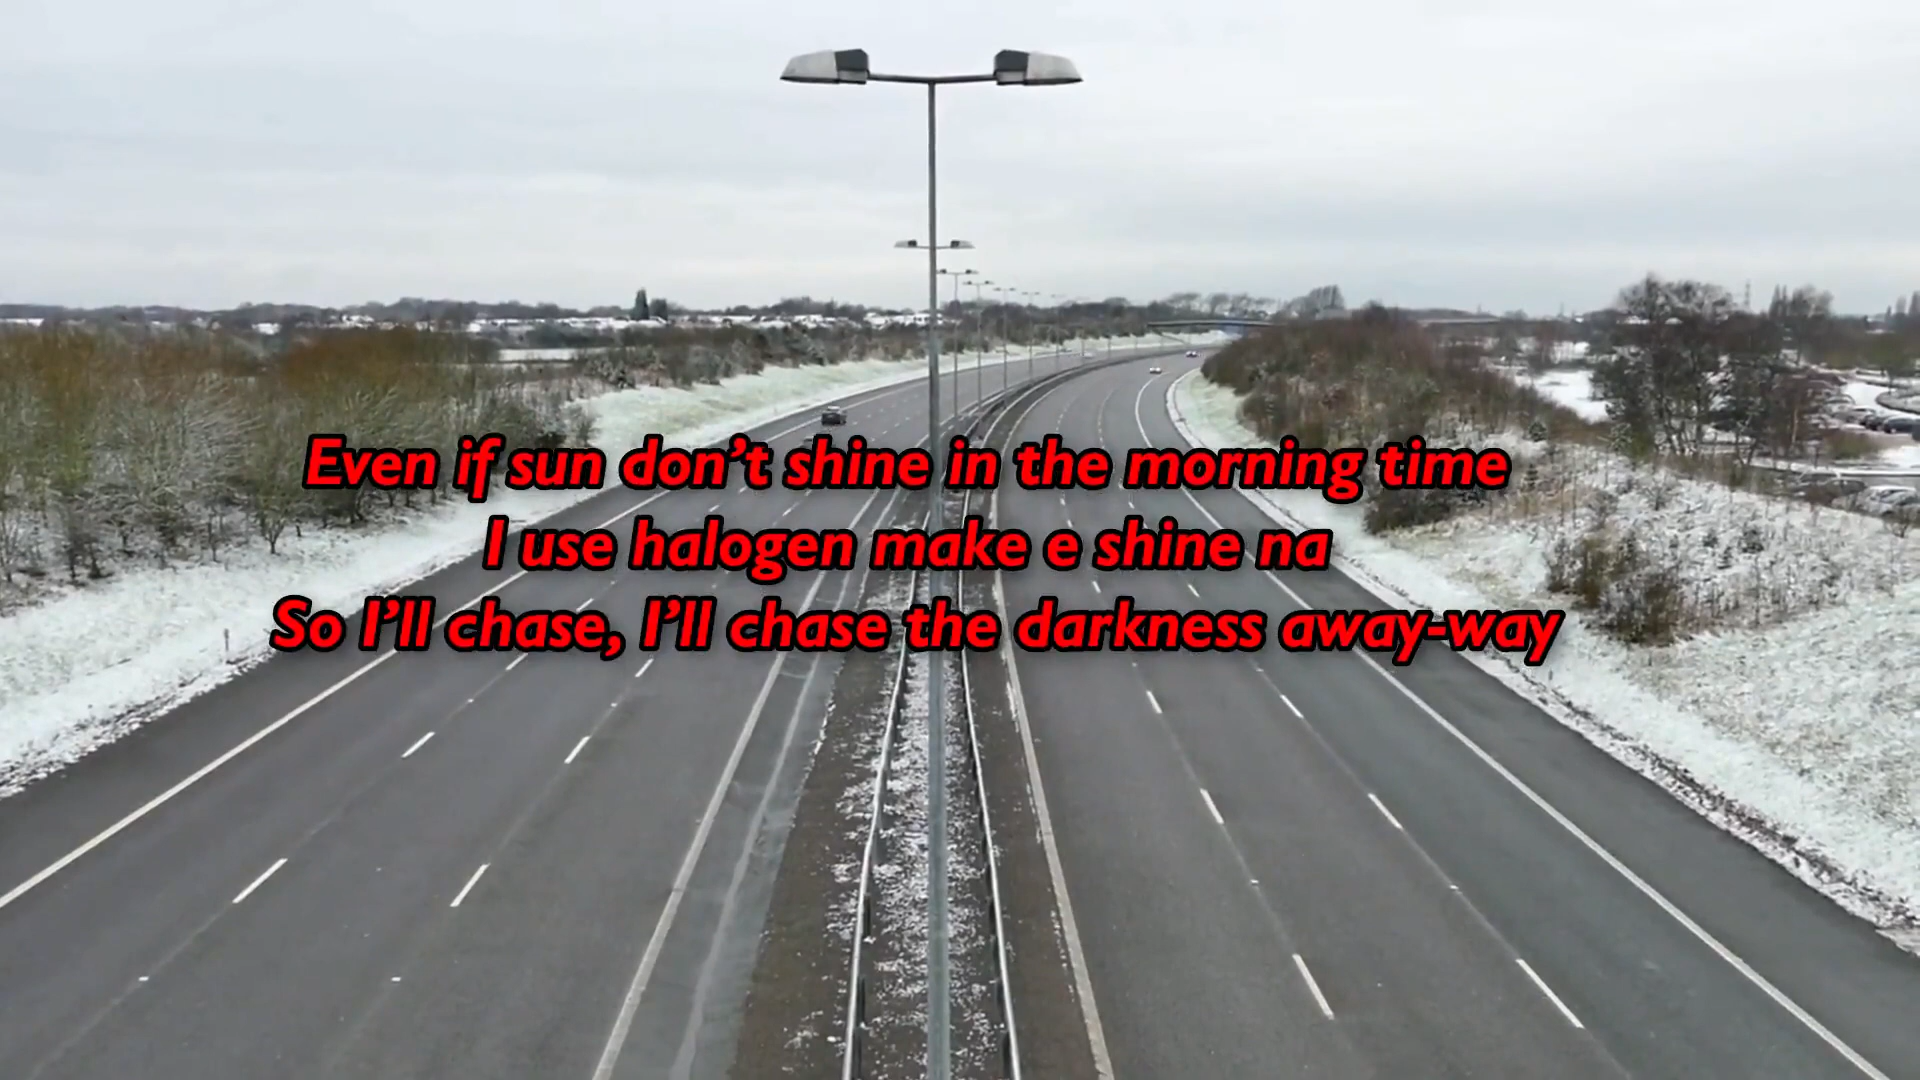 Even if sun don’t shine in the morning time
I use halogen make e shine na
So I’ll chase, I’ll chase the darkness away-way